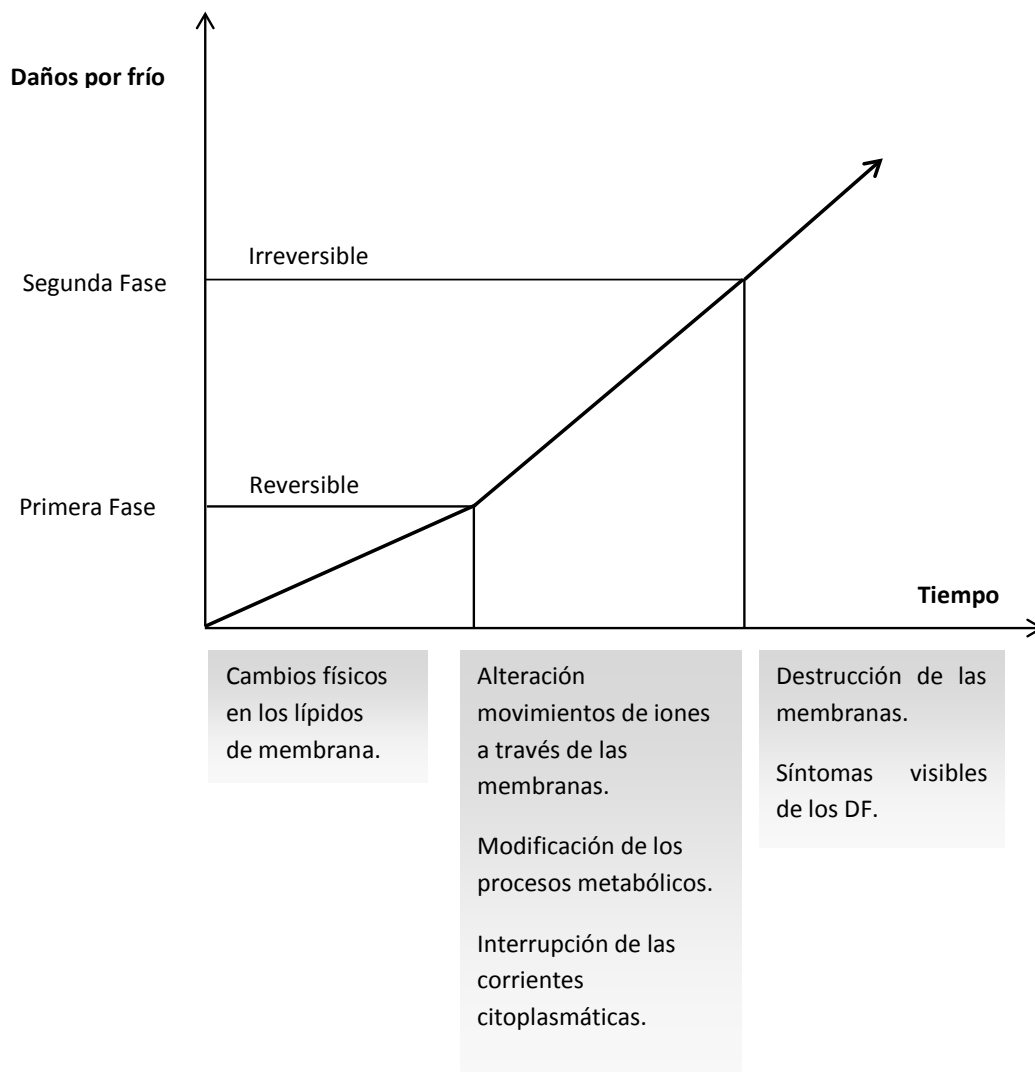 Daños por frío
Irreversible
Segunda Fase
Reversible
Primera Fase
Tiempo
Cambios físicos
en los lípidos
de membrana.
Alteración
movimientos de iones
a través de las
membranas.
Modificación de los
procesos metabólicos.
Interrupción de las
corrientes
citoplasmáticas.
Destrucción de las
membranas.
Síntomas visibles
de los DF.